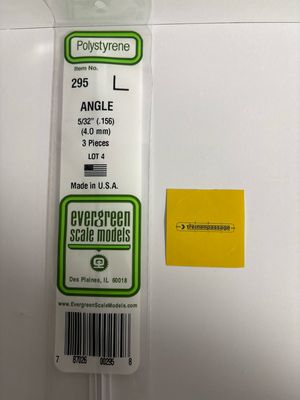 Polystyrene
Item No.
295
ANGLE
5/32" (.156)
(4.0 mm)
3 Pieces
LOT 4
Made in U.S.A.
evergreen
scale models
Des Plaines, IL 60018
www.EvergreenScaleModels.com
7 87026 00295 8
treinenpassage